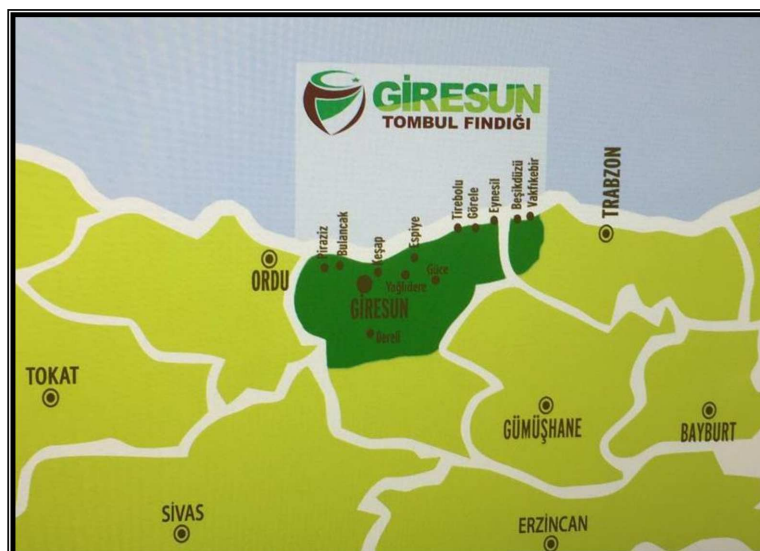 GİRESUN
TOMBUL FINDIĞI
Piraziz
Bulancak
Keşap
Espiye
Tirebolu
Görele
Eynesil
Beşikdüzü
Vakfıkebir
TRABZON
ORDU
Yağlıdere
Güce
GİRESUN
Dereli
TOKAT
GÜMÜŞHANE
BAYBURT
SİVAS
ERZİNCAN